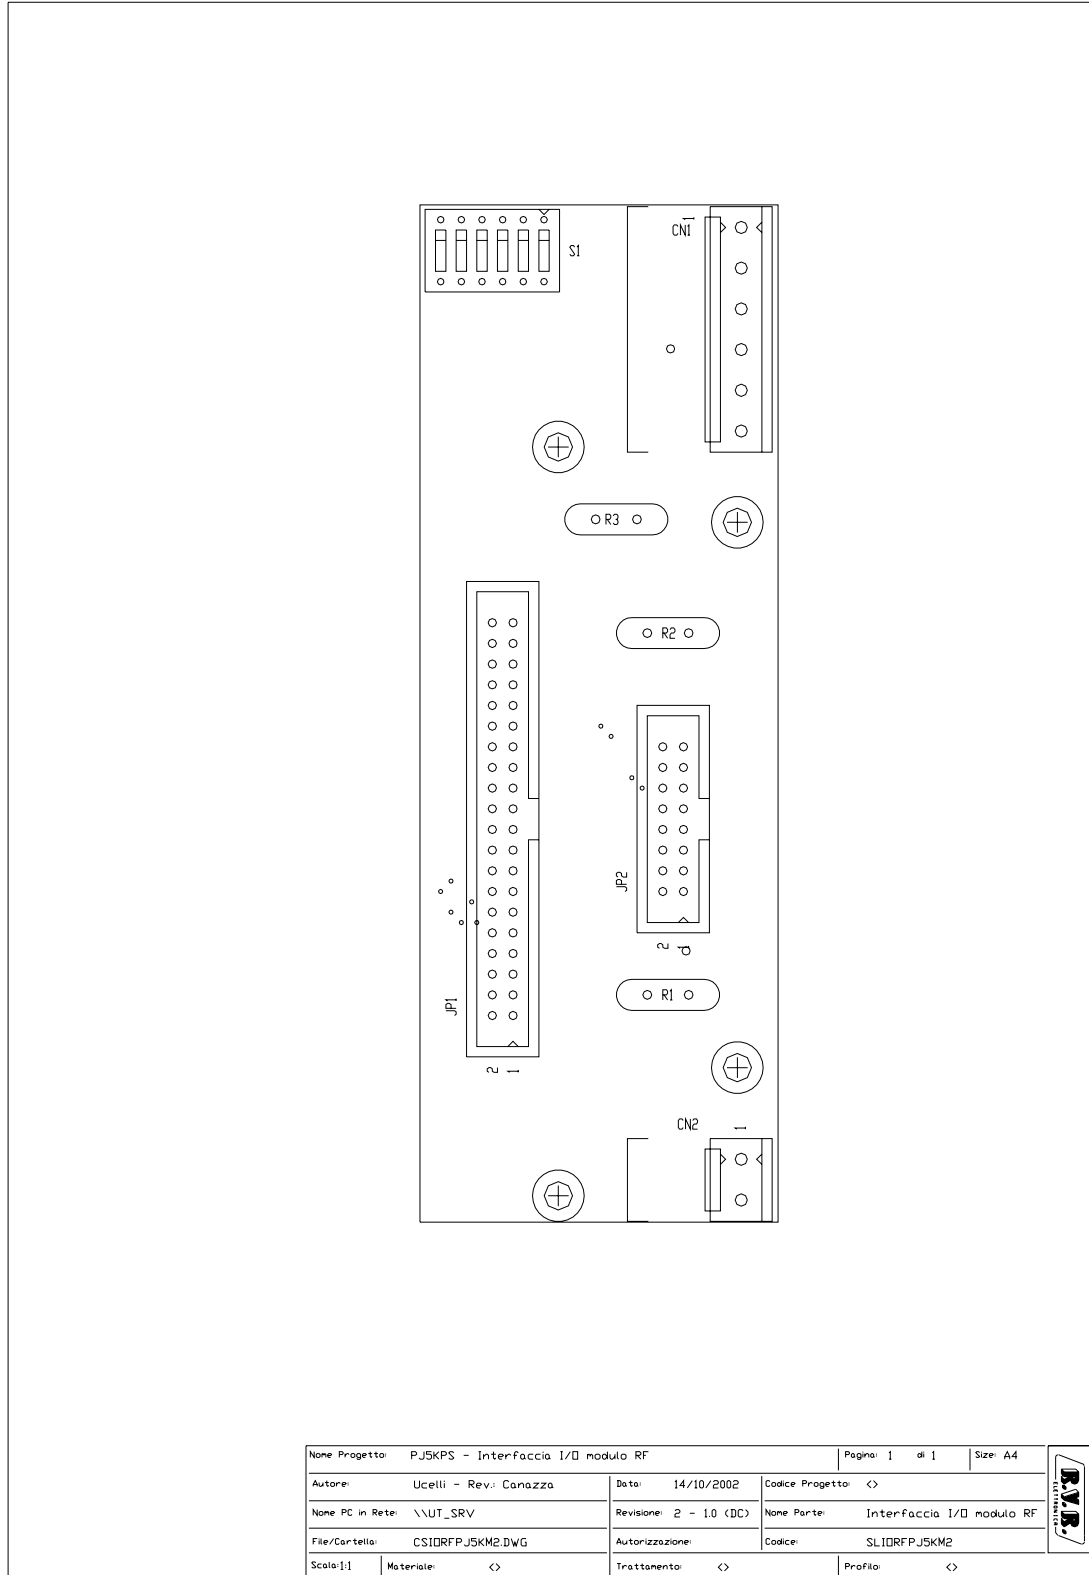 S1
CN1
1
R3
R2
JP2
2 1
R1
JP1
2 1
CN2
1
Nome Progetto: PJ5KPS - Interfaccia I/O modulo RF
Pagina: 1 di 1
Size: A4
Autore: Ucelli - Rev.: Canazza
Data: 14/10/2002
Codice Progetto: <>
Nome PC in Rete: \\UT_SRV
Revisione: 2 - 1.0 (DC)
Nome Parte: Interfaccia I/O modulo RF
File/Cartella: CSIORFPJ5KM2.DWG
Autorizzazione:
Codice: SLIORFPJ5KM2
Scala:1:1
Materiale: <>
Trattamento: <>
Profilo: <>
R.V.R.
ELETTRONICA